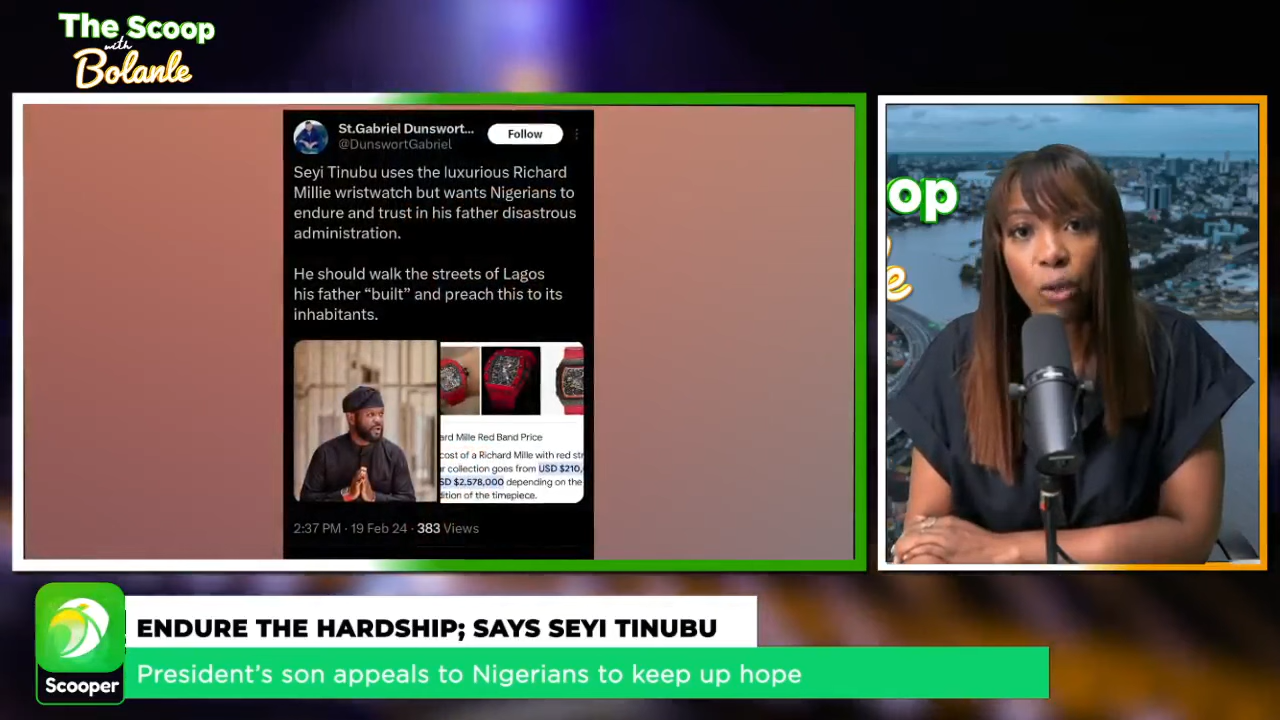 The Scoop
with
Bolanle
St.Gabriel Dunswort...
@DunswortGabriel
Follow
Seyi Tinubu uses the luxurious Richard
Millie wristwatch but wants Nigerians to
endure and trust in his father disastrous
administration.
He should walk the streets of Lagos
his father “built” and preach this to its
inhabitants.
ard Mille Red Band Price
cost of a Richard Mille with red str
r collection goes from USD $210,
SD $2,578,000 depending on the
dition of the timepiece.
2:37 PM · 19 Feb 24 · 383 Views
op
e
ENDURE THE HARDSHIP; SAYS SEYI TINUBU
President’s son appeals to Nigerians to keep up hope
Scooper